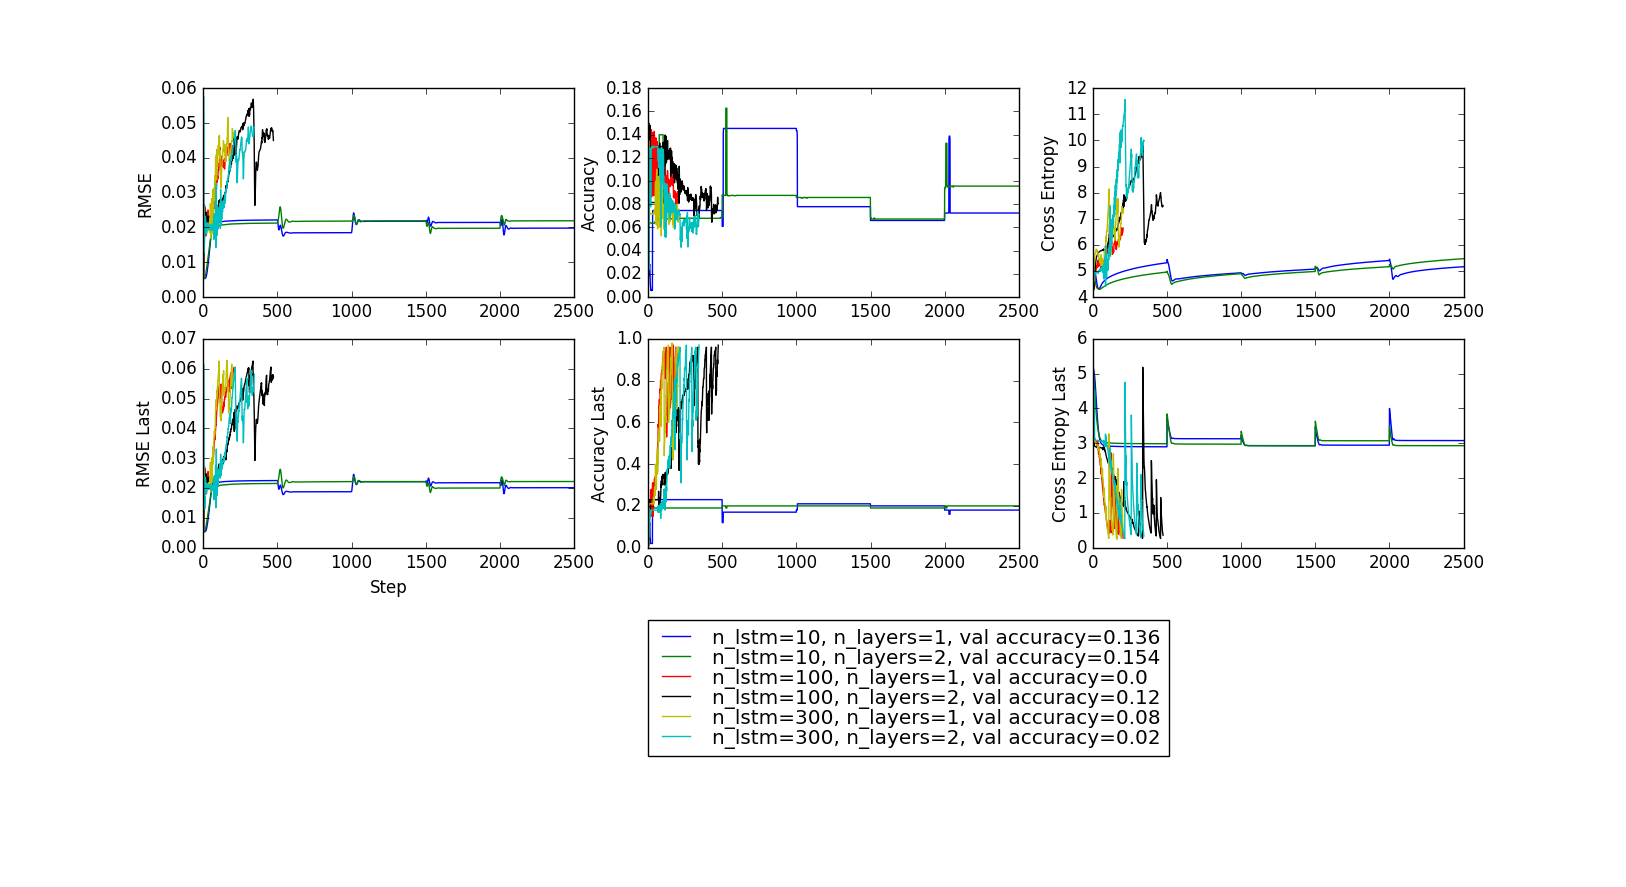 RMSE
0.06
0.05
0.04
0.03
0.02
0.01
0.00
0 500 1000 1500 2000 2500
Accuracy
0.18
0.16
0.14
0.12
0.10
0.08
0.06
0.04
0.02
0.00
0 500 1000 1500 2000 2500
Cross Entropy
12
11
10
9
8
7
6
5
4
0 500 1000 1500 2000 2500
RMSE Last
0.07
0.06
0.05
0.04
0.03
0.02
0.01
0.00
0 500 1000 1500 2000 2500
Step
Accuracy Last
1.0
0.8
0.6
0.4
0.2
0.0
0 500 1000 1500 2000 2500
Cross Entropy Last
6
5
4
3
2
1
0
0 500 1000 1500 2000 2500
n_lstm=10, n_layers=1, val accuracy=0.136
n_lstm=10, n_layers=2, val accuracy=0.154
n_lstm=100, n_layers=1, val accuracy=0.0
n_lstm=100, n_layers=2, val accuracy=0.12
n_lstm=300, n_layers=1, val accuracy=0.08
n_lstm=300, n_layers=2, val accuracy=0.02